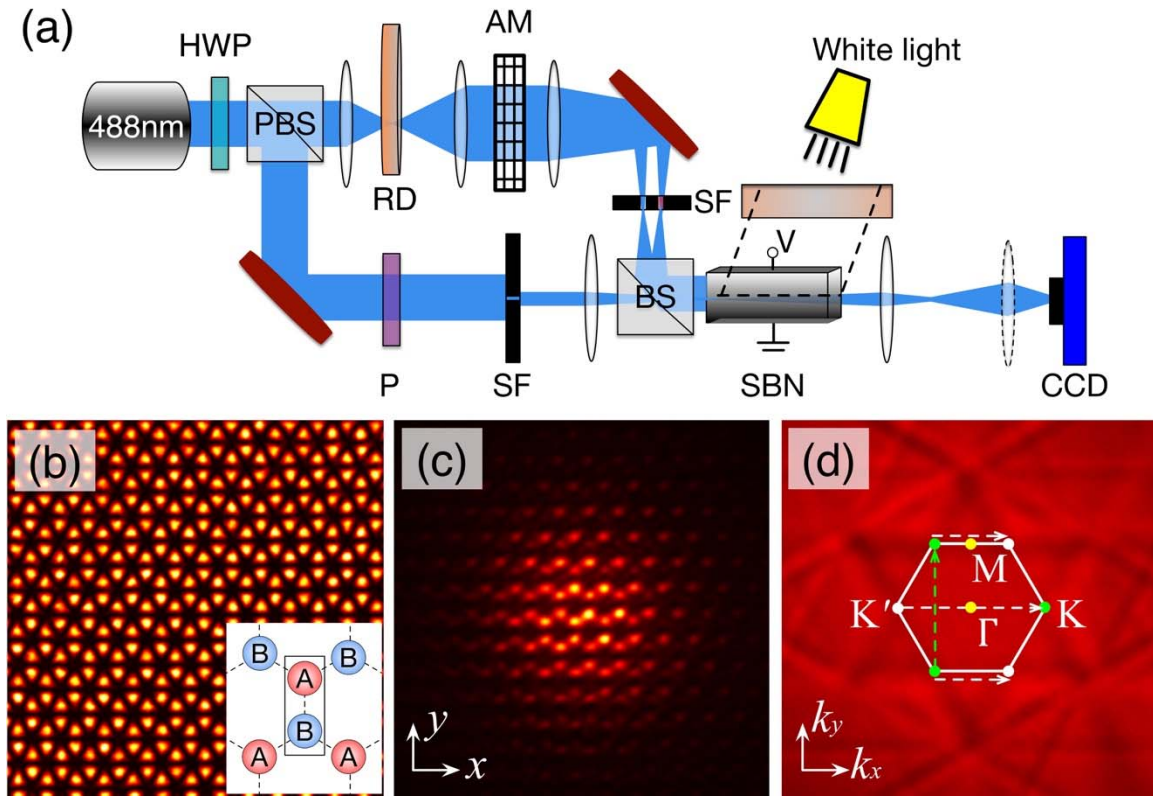 (a)
HWP
AM
White light
488nm
PBS
RD
SF
V
BS
P
SF
SBN
CCD
(b)
B
B
A
B
A
A
(c)
y
x
(d)
M
K′
Γ
K
ky
kx